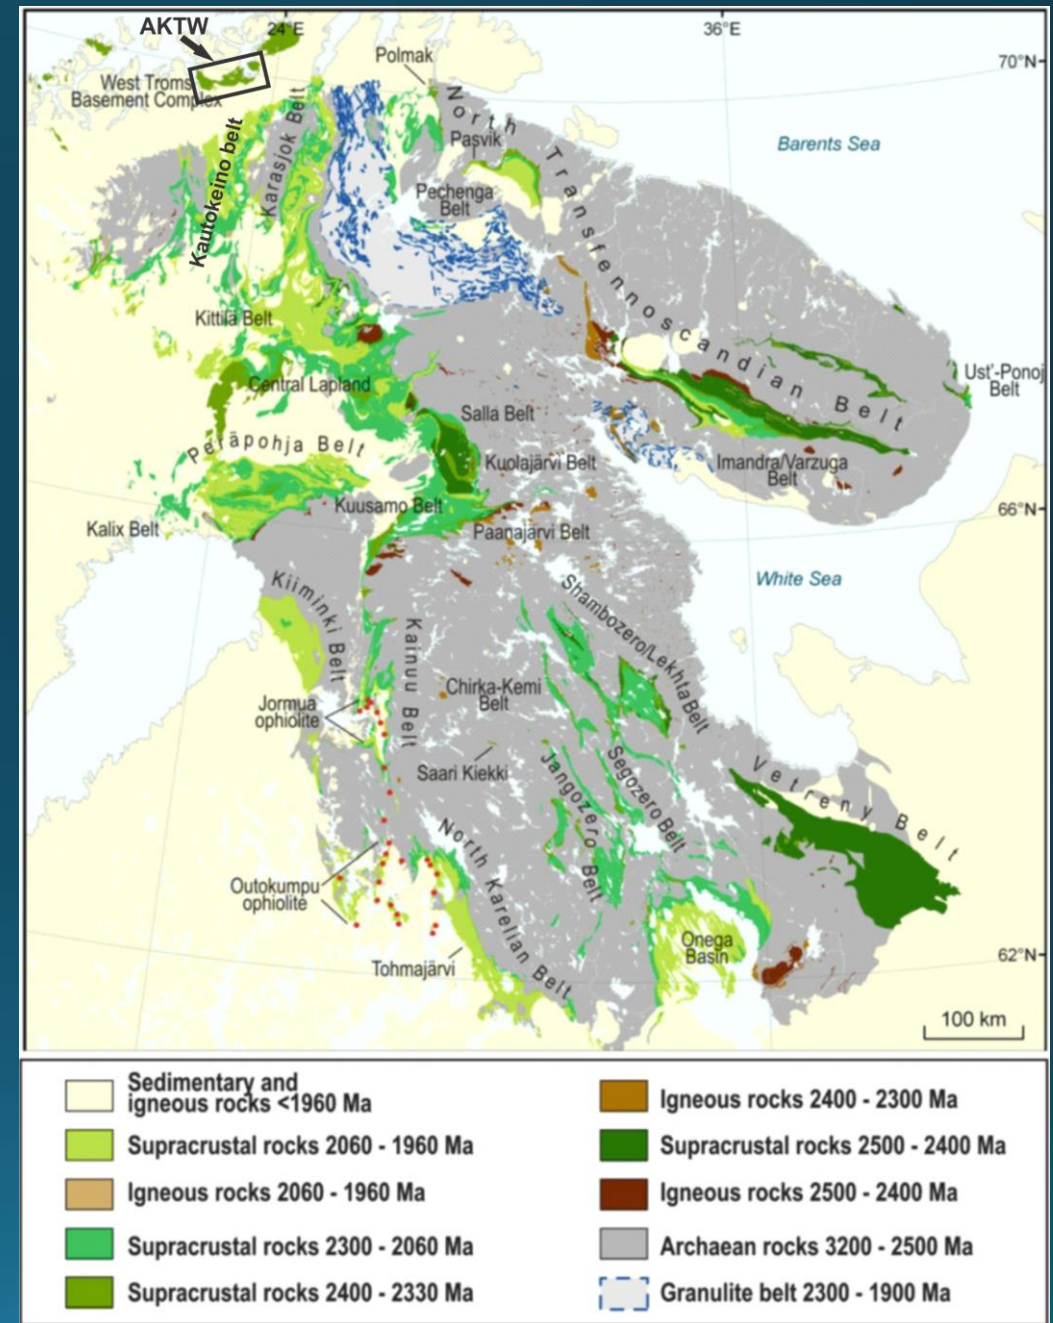 AKTW
24°E
36°E
70°N
Polmak
West Troms
Basement Complex
North Transfennoscandian Belt
Barents Sea
Karasjok Belt
Kautokeino belt
Pasvik
Pechenga
Belt
Kittilä Belt
Central Lapland
Ust'-Ponoj
Belt
Salla Belt
Peräpohja Belt
Kuolajärvi Belt
Imandra/Varzuga
Belt
Kuusamo Belt
66°N
Kalix Belt
Paanajärvi Belt
White Sea
Kiiminki Belt
Shambozero/Lekhta Belt
Kainuu Belt
Chirka-Kemi
Belt
Jormua
ophiolite
Saari Kiekki
Jangozero Belt
Segozero Belt
Vetreny Belt
North Karelian Belt
Outokumpu
ophiolite
Onega
Basin
Tohmajärvi
62°N
100 km
Sedimentary and
igneous rocks <1960 Ma
Supracrustal rocks 2060 - 1960 Ma
Igneous rocks 2060 - 1960 Ma
Supracrustal rocks 2300 - 2060 Ma
Supracrustal rocks 2400 - 2330 Ma
Igneous rocks 2400 - 2300 Ma
Supracrustal rocks 2500 - 2400 Ma
Igneous rocks 2500 - 2400 Ma
Archaean rocks 3200 - 2500 Ma
Granulite belt 2300 - 1900 Ma